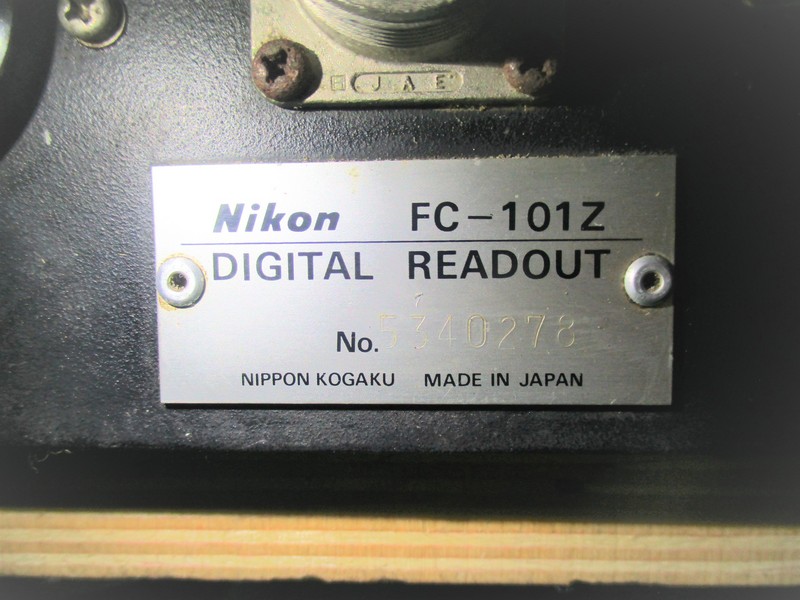 JAE
Nikon FC-101Z
DIGITAL READOUT
No. 5340278
NIPPON KOGAKU MADE IN JAPAN